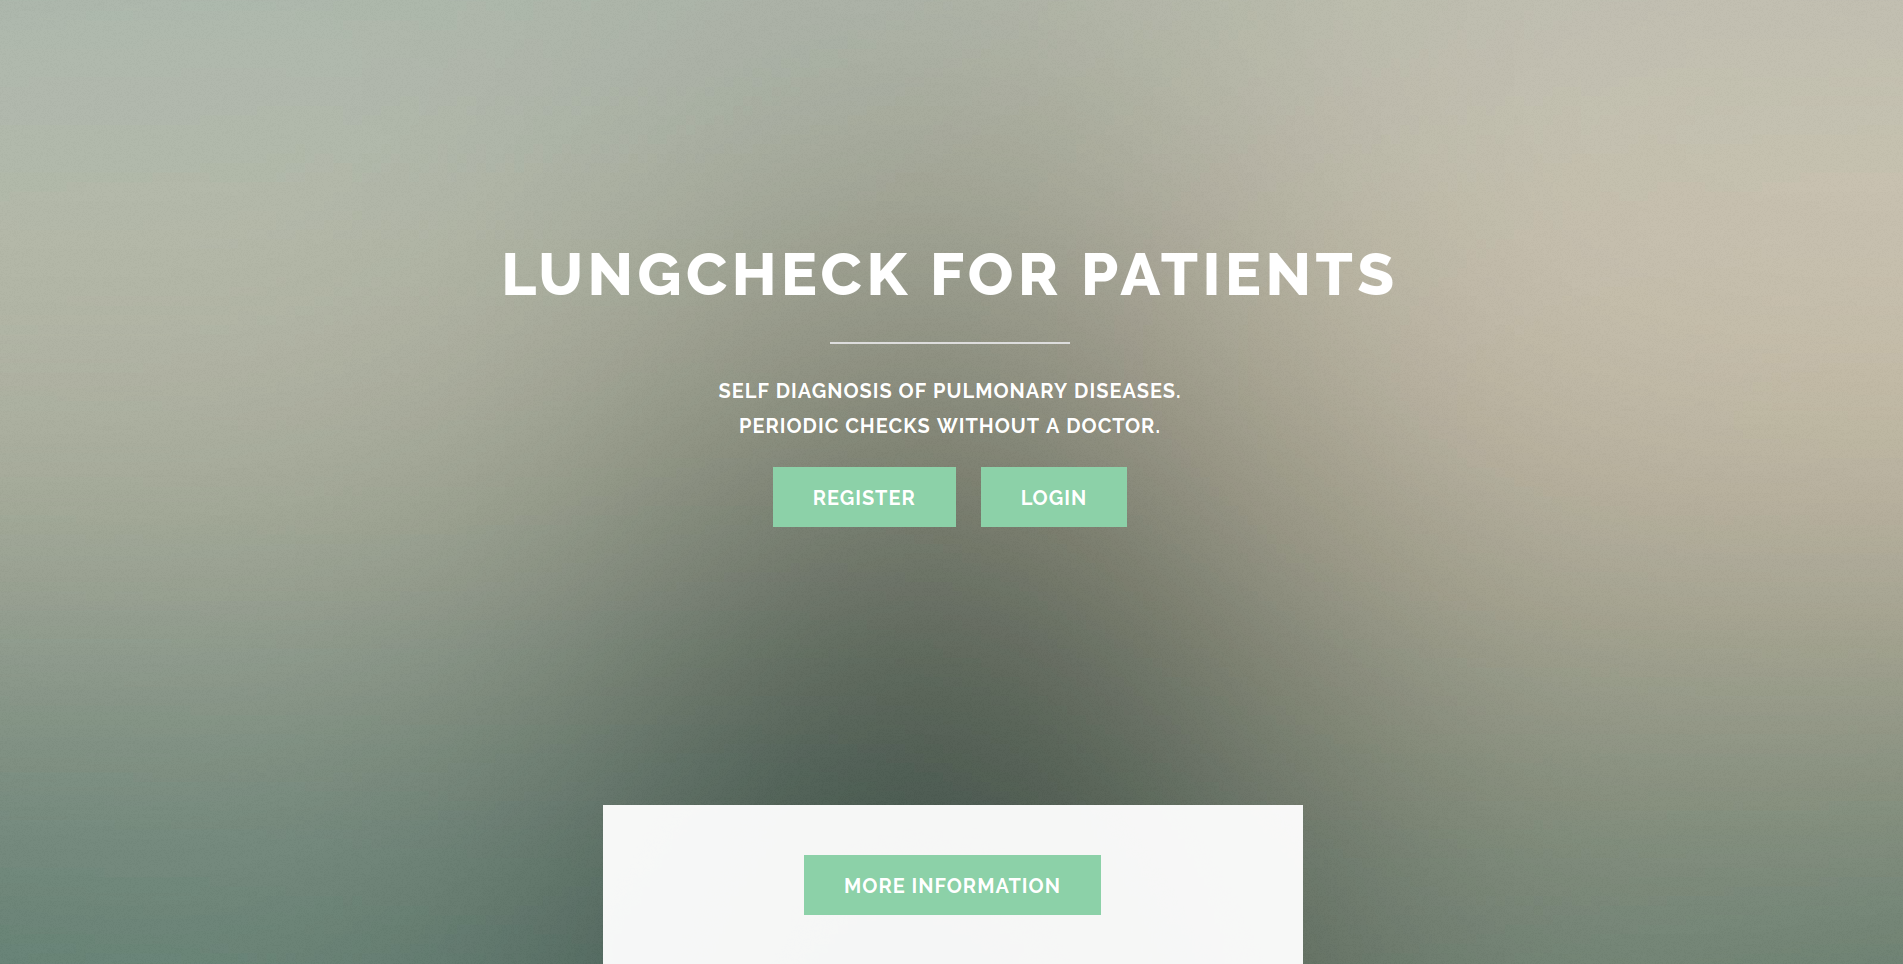 LUNGCHECK FOR PATIENTS
SELF DIAGNOSIS OF PULMONARY DISEASES.
PERIODIC CHECKS WITHOUT A DOCTOR.
REGISTER LOGIN
MORE INFORMATION